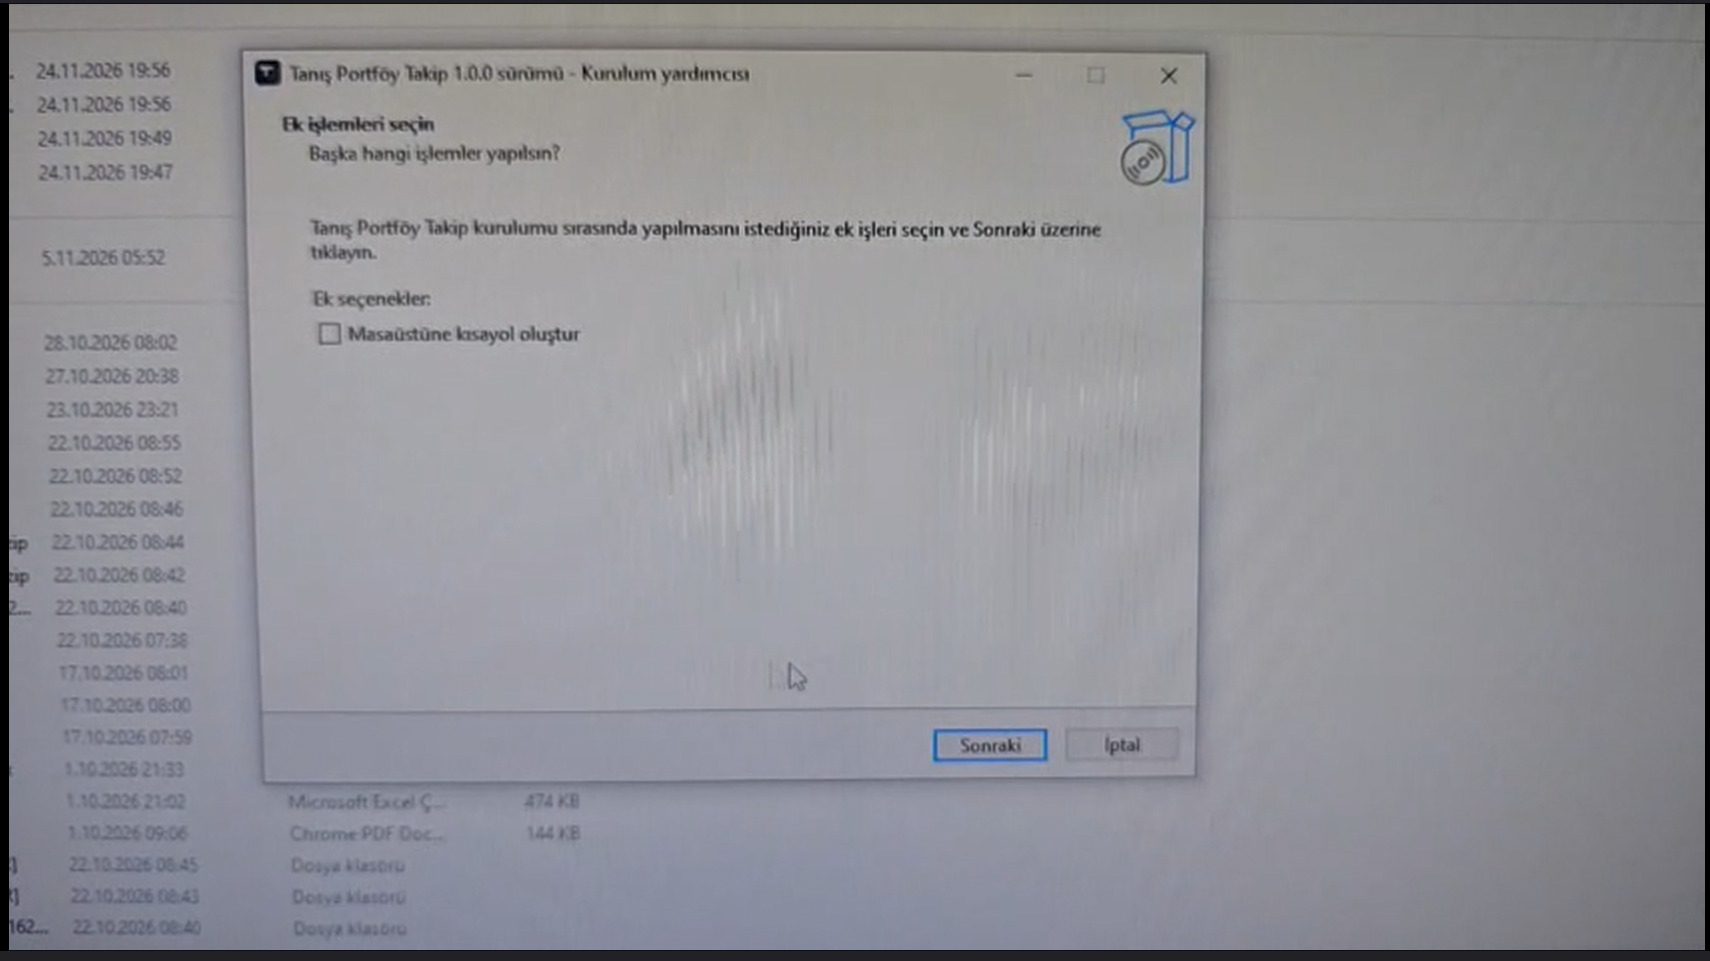 Tanış Portföy Takip 1.0.0 sürümü - Kurulum yardımcısı
Ek işlemleri seçin
Başka hangi işlemler yapılsın?
Tanış Portföy Takip kurulumu sırasında yapılmasını istediğiniz ek işleri seçin ve Sonraki üzerine
tıklayın.
Ek seçenekler:
Masaüstüne kısayol oluştur
Sonraki
İptal
24.11.2026 19:56
24.11.2026 19:56
24.11.2026 19:49
24.11.2026 19:47
5.11.2026 05:52
28.10.2026 08:02
27.10.2026 20:38
23.10.2026 23:21
22.10.2026 08:55
22.10.2026 08:52
22.10.2026 08:46
zip 22.10.2026 08:44
zip 22.10.2026 08:42
2... 22.10.2026 08:40
22.10.2026 07:38
17.10.2026 08:01
17.10.2026 08:00
17.10.2026 07:59
1.10.2026 21:33
1.10.2026 21:02 Microsoft Excel Ç... 474 KB
1.10.2026 09:06 Chrome PDF Doc... 144 KB
22.10.2026 08:45 Dosya klasörü
22.10.2026 08:43 Dosya klasörü
162... 22.10.2026 08:40 Dosya klasörü